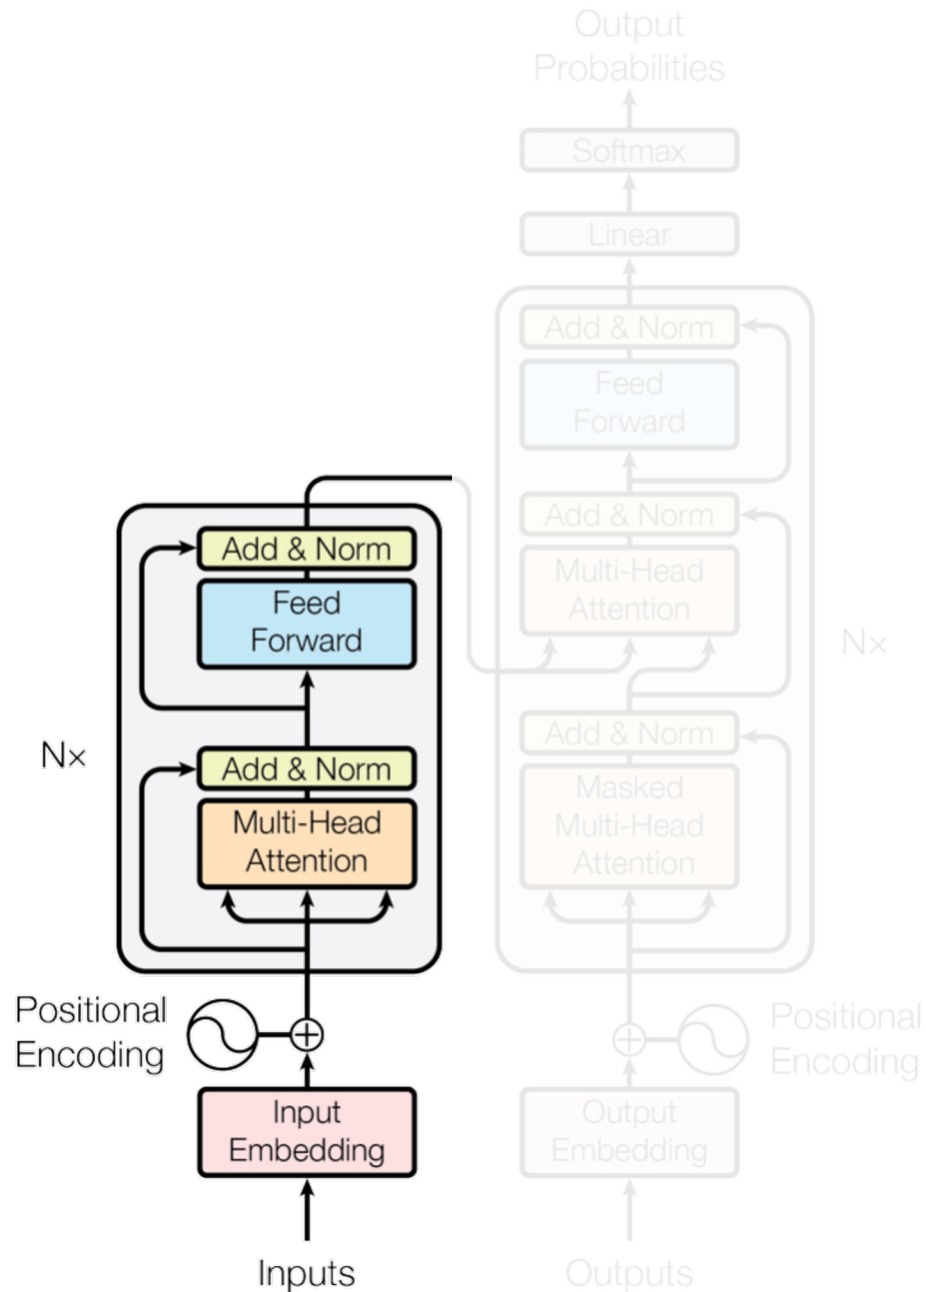 Output
Probabilities
Softmax
Linear
Add & Norm
Feed
Forward
Add & Norm
Multi-Head
Attention
Nx
Add & Norm
Masked
Multi-Head
Attention
Positional
Encoding
Output
Embedding
Outputs
Add & Norm
Feed
Forward
Nx
Add & Norm
Multi-Head
Attention
Positional
Encoding
Input
Embedding
Inputs